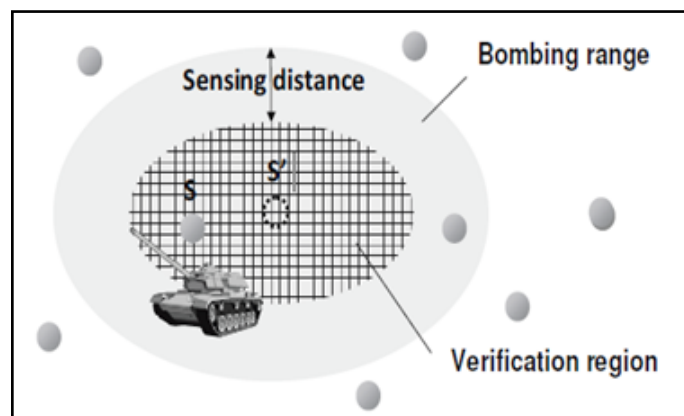 Bombing range
Sensing distance
S'
S
Verification region